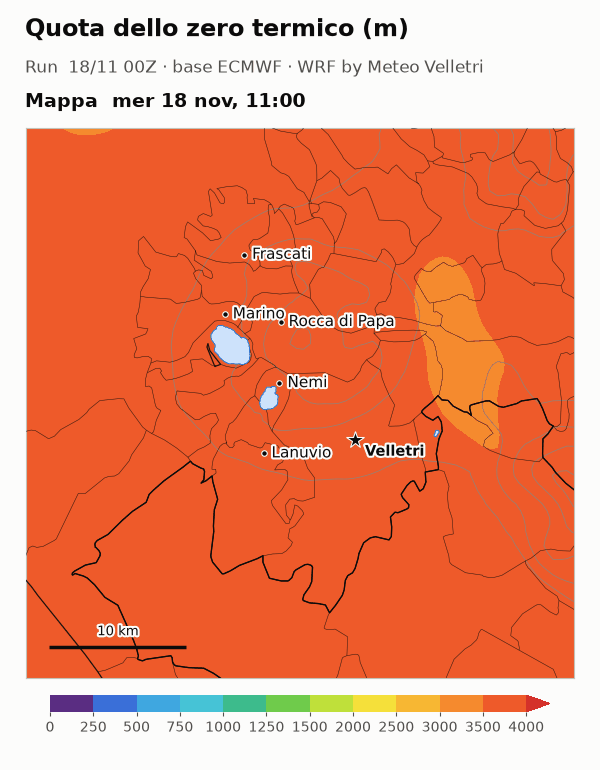 Quota dello zero termico (m)
Run  18/11 00Z · base ECMWF · WRF by Meteo Velletri
Mappa  mer 18 nov, 11:00
Frascati
Marino
Rocca di Papa
Nemi
Velletri
Lanuvio
10 km
0 250 500 750 1000 1250 1500 2000 2500 3000 3500 4000